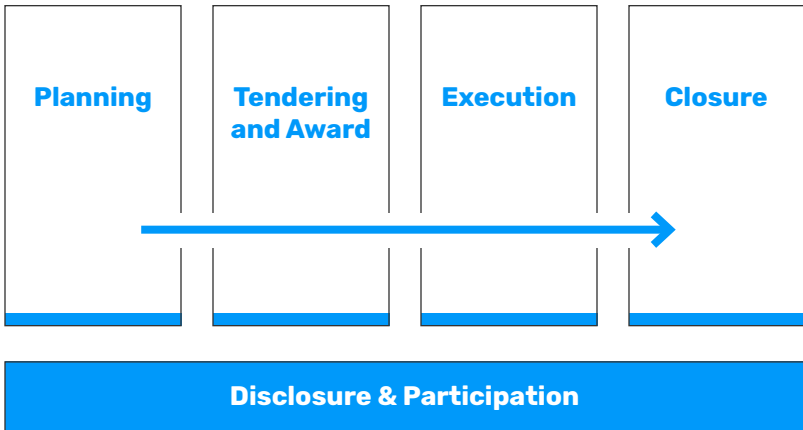 Planning
Tendering
and Award
Execution
Closure
Disclosure & Participation